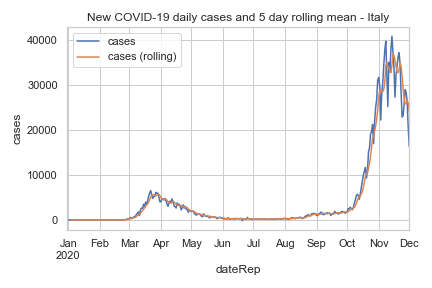 New COVID-19 daily cases and 5 day rolling mean - Italy
cases
cases (rolling)
40000
30000
20000
10000
0
cases
Jan Feb Mar Apr May Jun Jul Aug Sep Oct Nov Dec
2020
dateRep